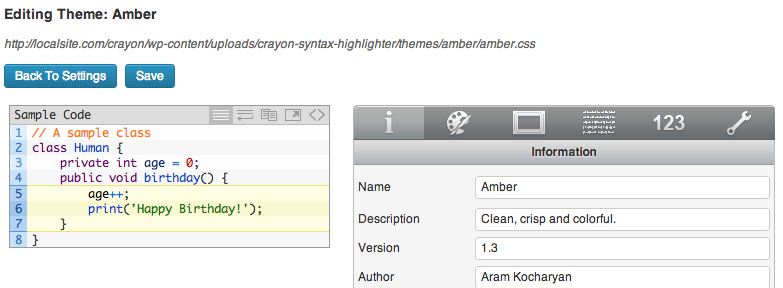 Editing Theme: Amber
http://localsite.com/crayon/wp-content/uploads/crayon-syntax-highlighter/themes/amber/amber.css
Back To Settings Save
Sample Code
1 // A sample class
2 class Human {
3     private int age = 0;
4     public void birthday() {
5         age++;
6         print('Happy Birthday!');
7     }
8 }
123
Information
Name Amber
Description Clean, crisp and colorful.
Version 1.3
Author Aram Kocharyan